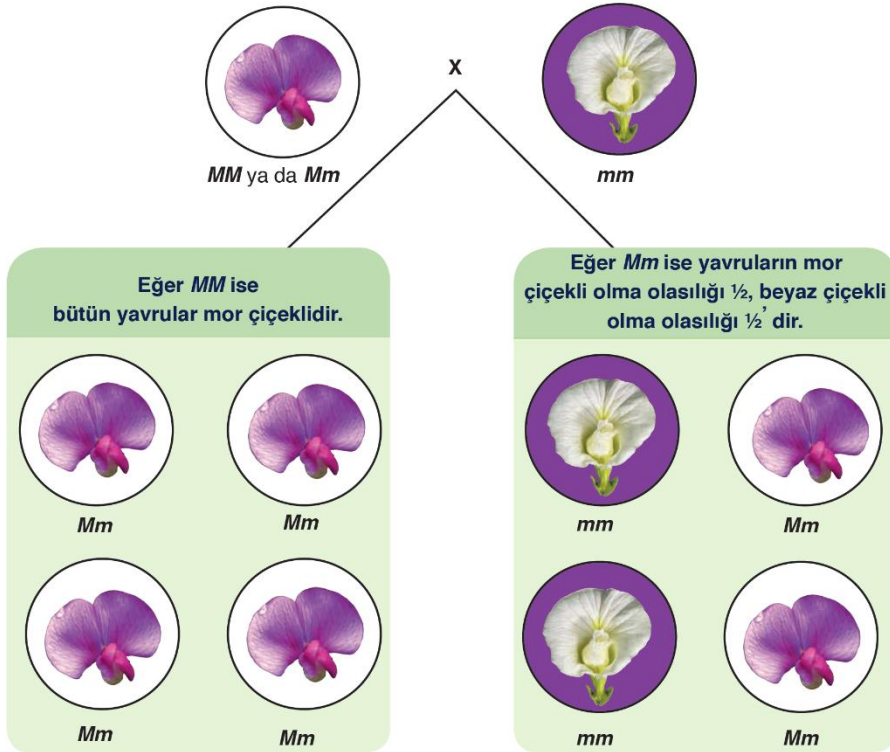 X
MM ya da Mm
mm
Eğer MM ise
bütün yavrular mor çiçeklidir.
Mm
Mm
Mm
Mm
Eğer Mm ise yavruların mor
çiçekli olma olasılığı ½, beyaz çiçekli
olma olasılığı ½’ dir.
mm
Mm
mm
Mm